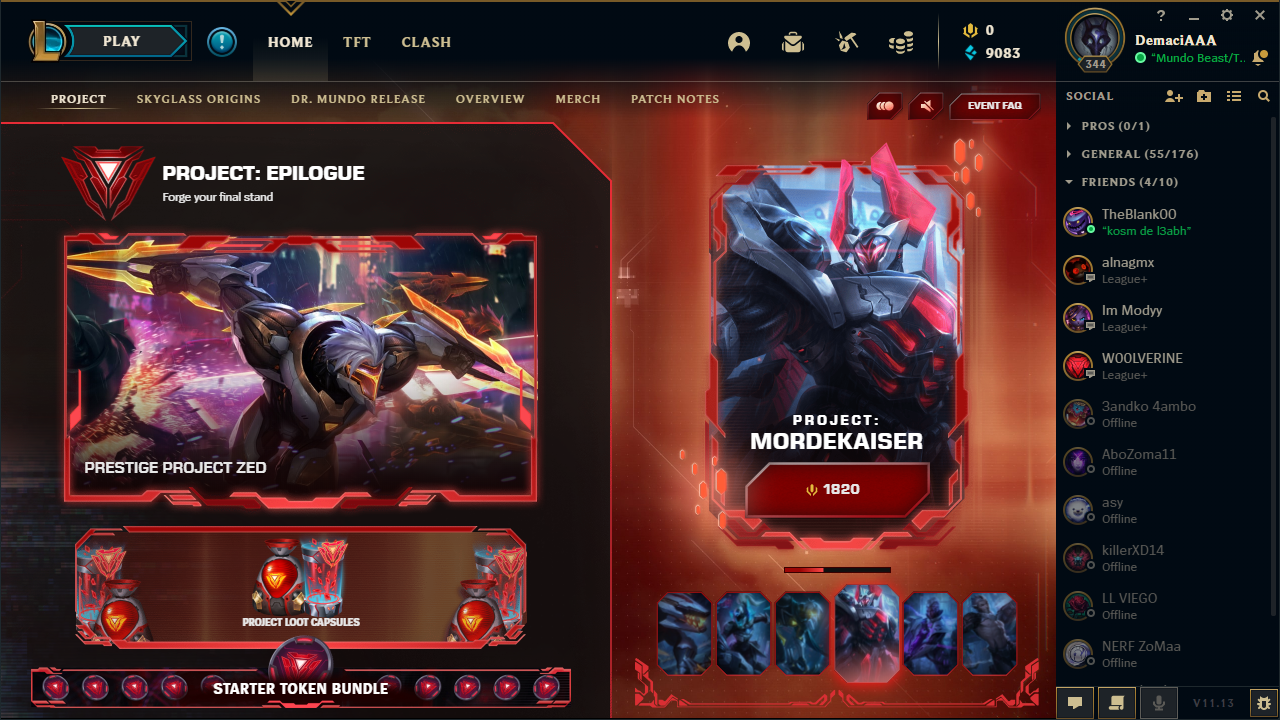 PLAY
HOME
TFT
CLASH
0
9083
344
DemaciAAA
"Mundo Beast/T..
PROJECT
SKYGLASS ORIGINS
DR. MUNDO RELEASE
OVERVIEW
MERCH
PATCH NOTES
EVENT FAQ
PROJECT: EPILOGUE
Forge your final stand
PRESTIGE PROJECT ZED
PROJECT LOOT CAPSULES
STARTER TOKEN BUNDLE
PROJECT:
MORDEKAISER
1820
SOCIAL
PROS (0/1)
GENERAL (55/176)
FRIENDS (4/10)
TheBlank00
"kosm de l3abh"
alnagmx
League+
Im Modyy
League+
W00LVERINE
League+
3andko 4ambo
Offline
AboZoma11
Offline
asy
Offline
killerXD14
Offline
LL VIEGO
Offline
NERF ZoMaa
Offline
V11.13